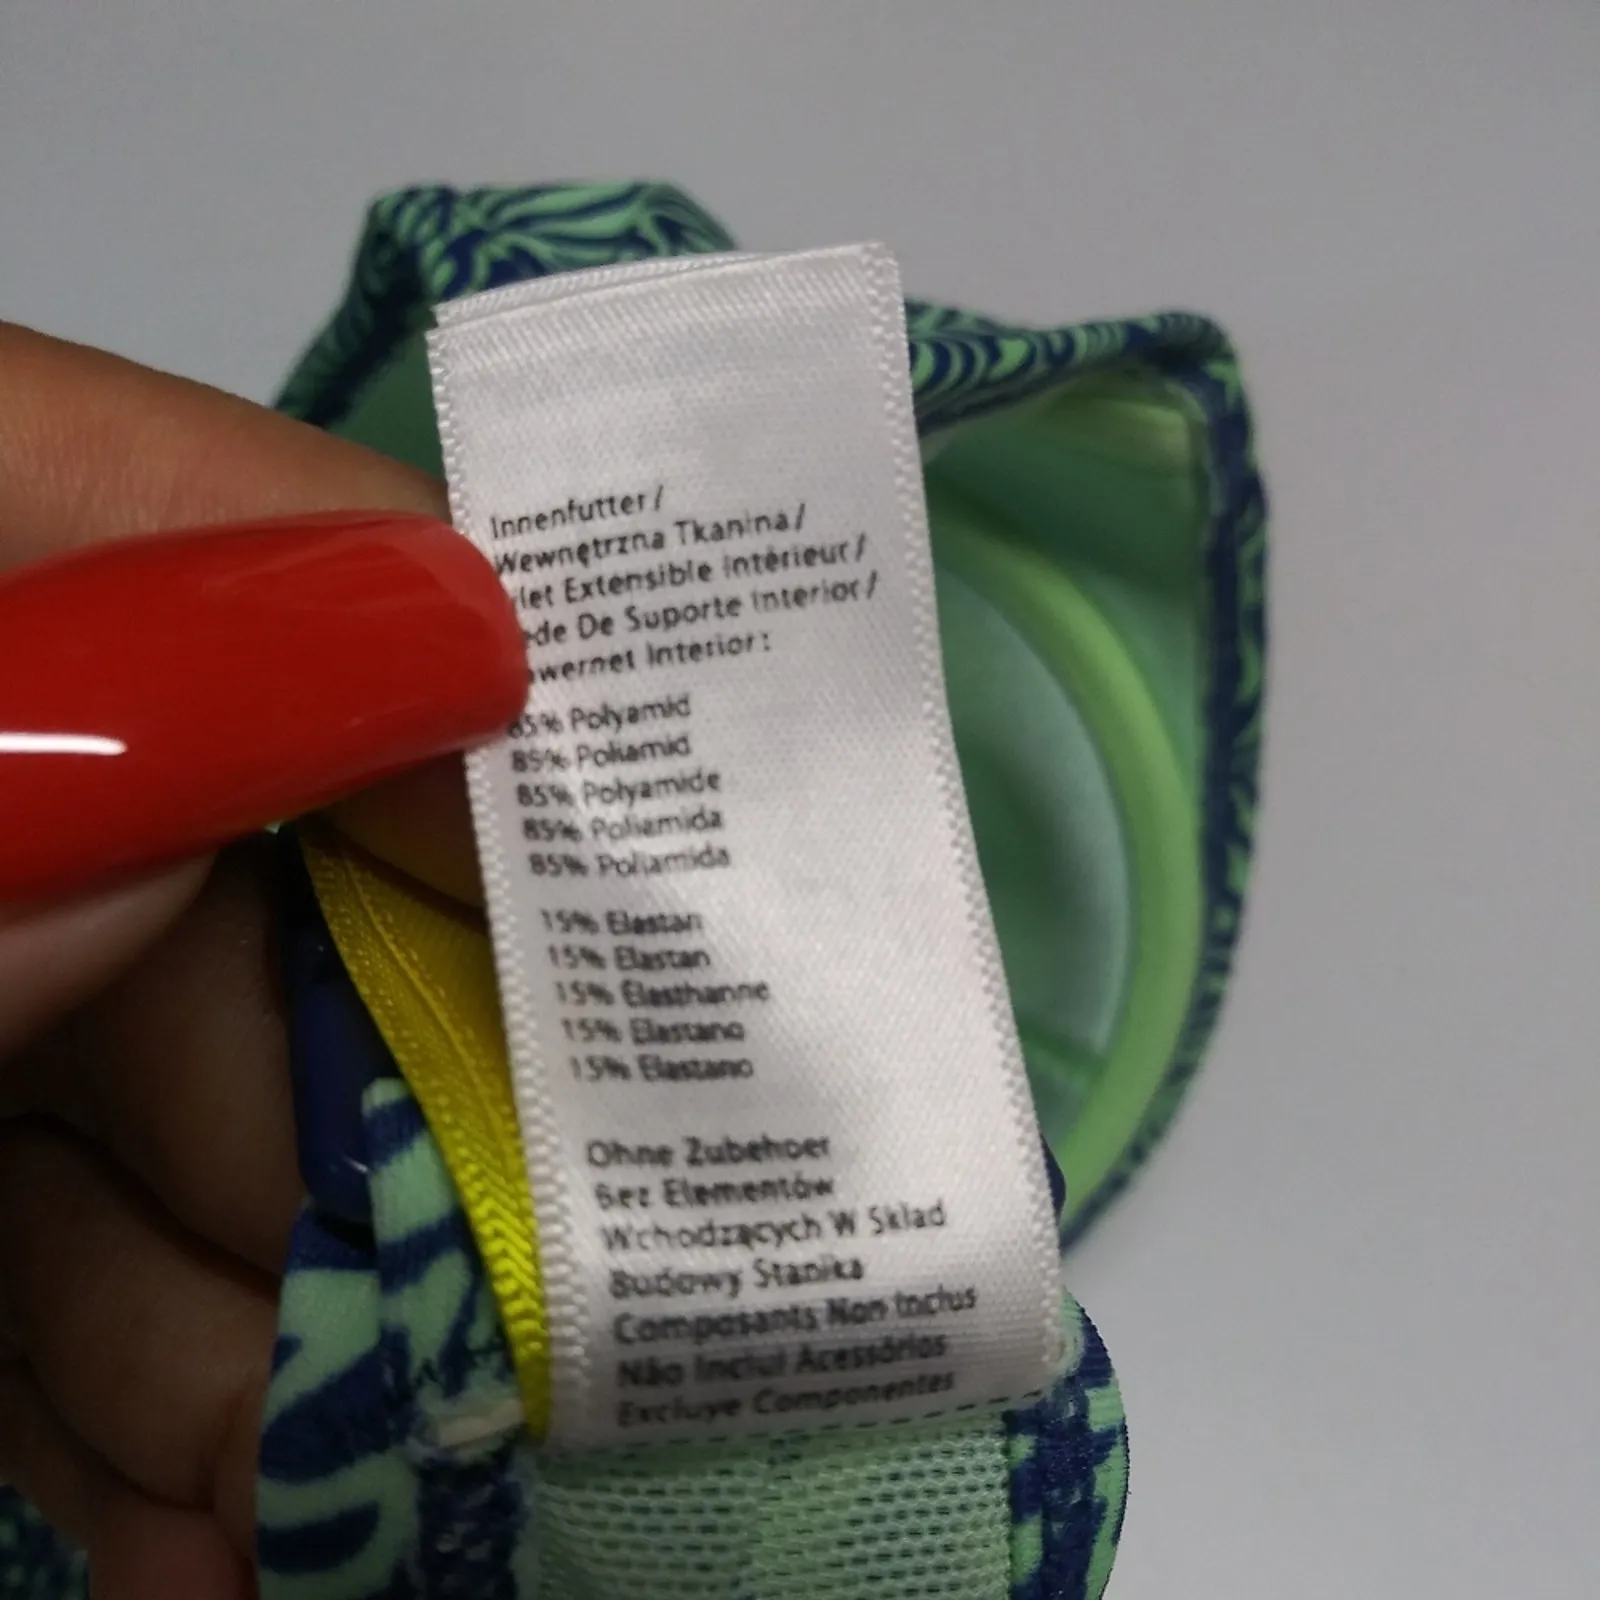 Innenfutter/
Wewnętrzna Tkanina/
Extensible Intérieur/
De Suporte Interior/
Interior:
85% Polyamid
85% Poliamid
85% Polyamide
85% Poliamida
85% Poliamida
15% Elastan
15% Elastan
15% Élasthanne
15% Elastano
15% Elastano
Ohne Zubehoer
Bez Elementów
Wchodzących W Skład
Budowy Stanika
Composants Non Inclus
Não Inclui Acessórios
Excluye Componentes